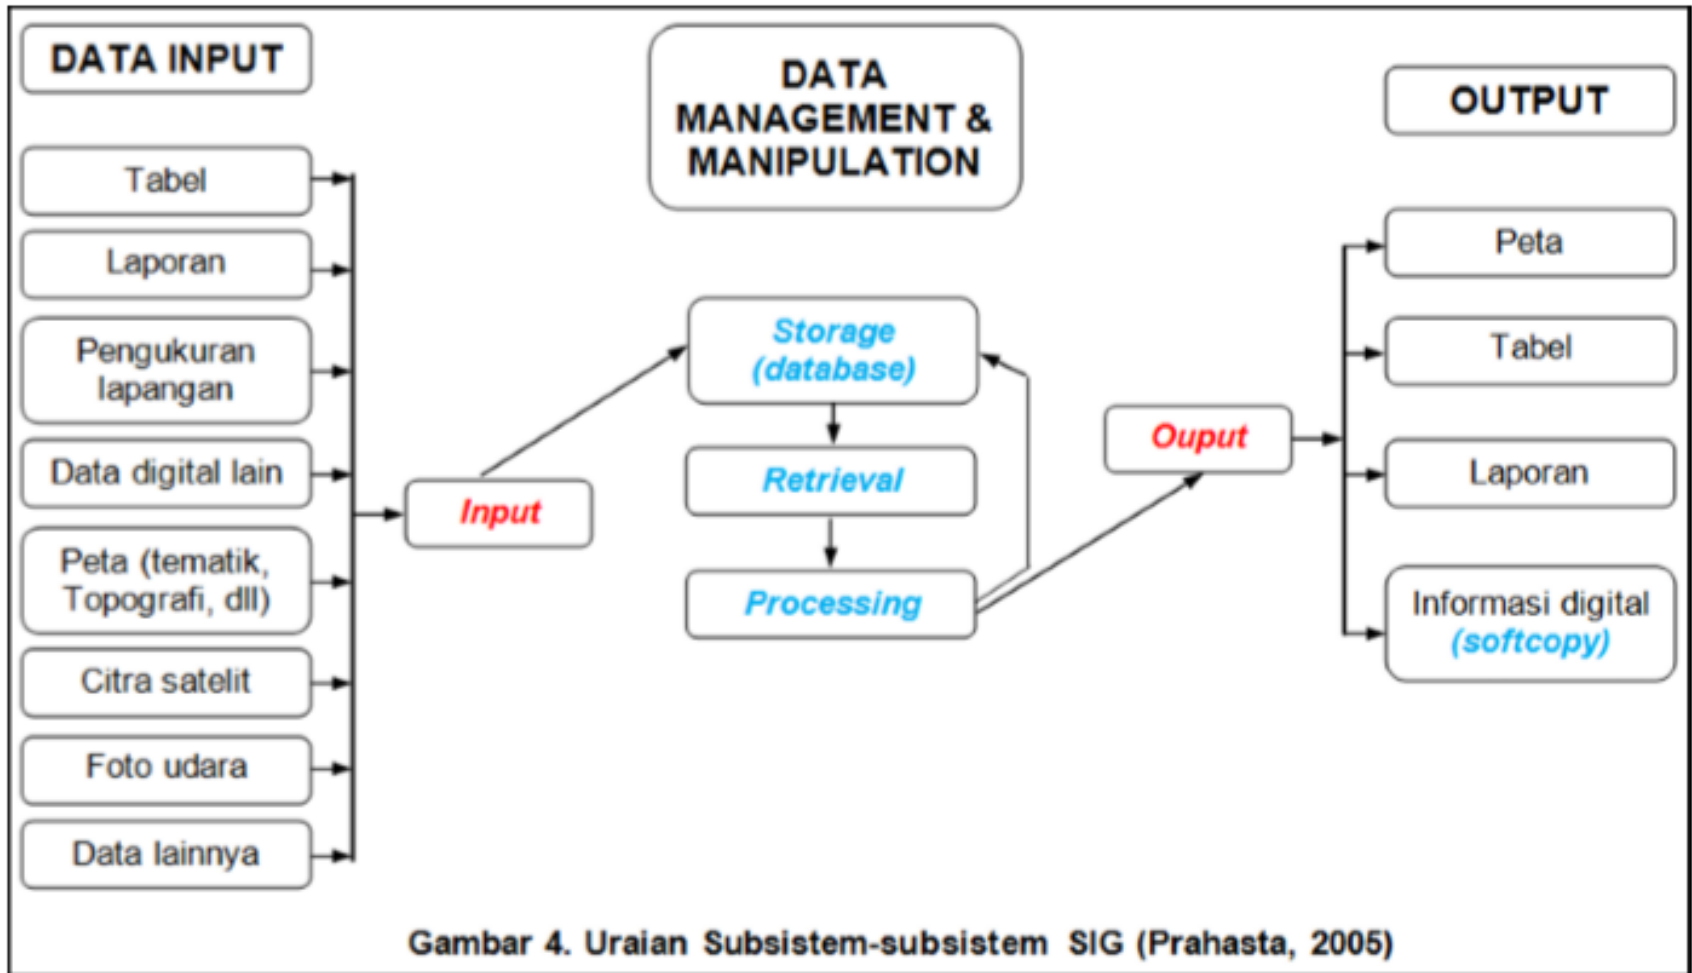 DATA INPUT
Tabel
Laporan
Pengukuran
lapangan
Data digital lain
Peta (tematik,
Topografi, dll)
Citra satelit
Foto udara
Data lainnya
Input
DATA
MANAGEMENT &
MANIPULATION
Storage
(database)
Retrieval
Processing
Ouput
OUTPUT
Peta
Tabel
Laporan
Informasi digital
(softcopy)
Gambar 4. Uraian Subsistem-subsistem SIG (Prahasta, 2005)